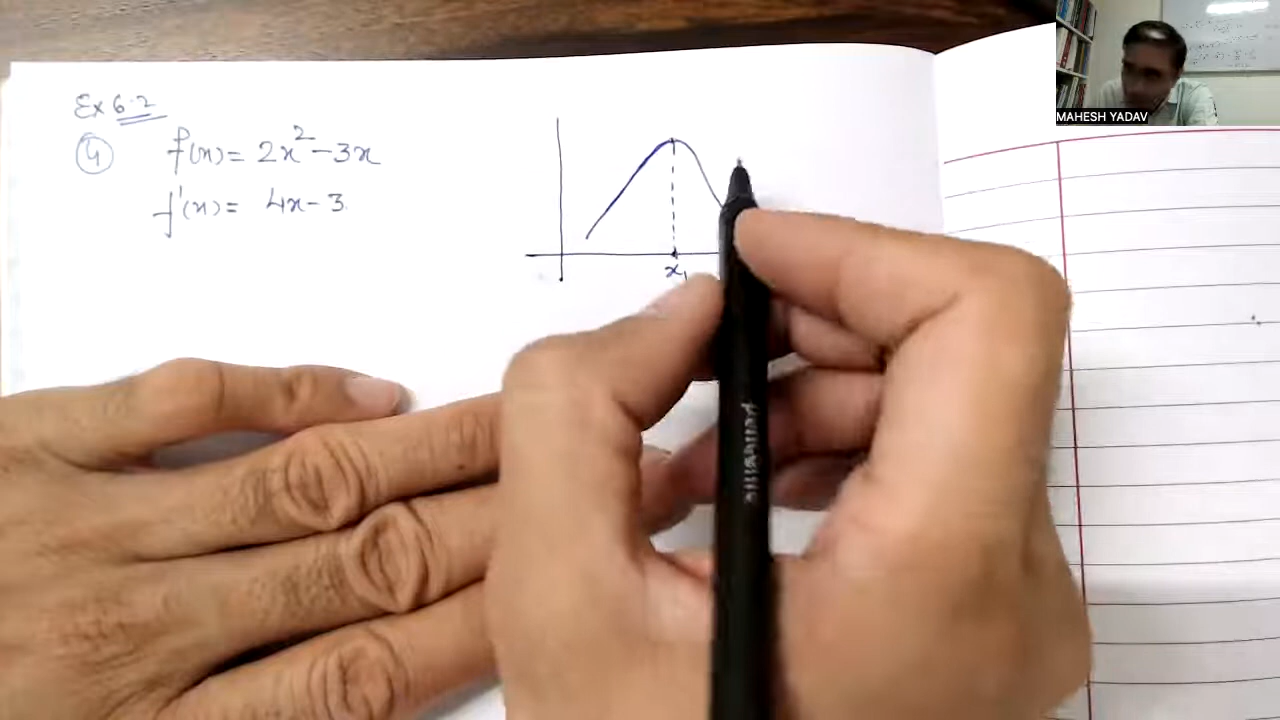 Ex 6.2
4 f(x) = 2x² - 3x
f'(x) = 4x - 3
x₁
MAHESH YADAV